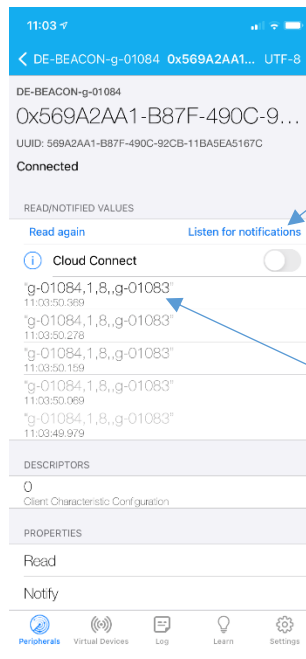 11:03
DE-BEACON-g-01084 0x569A2AA1... UTF-8
DE-BEACON-g-01084
0x569A2AA1-B87F-490C-9...
UUID: 569A2AA1-B87F-490C-92CB-11BA5EA5167C
Connected
READ/NOTIFIED VALUES
Read again Listen for notifications
Cloud Connect
"g-01084,1,8,,g-01083"
11:03:50.369
"g-01084,1,8,,g-01083"
11:03:50.278
"g-01084,1,8,,g-01083"
11:03:50.159
"g-01084,1,8,,g-01083"
11:03:50.069
"g-01084,1,8,,g-01083"
11:03:49.979
DESCRIPTORS
0
Client Characteristic Configuration
PROPERTIES
Read
Notify
Peripherals Virtual Devices Log Learn Settings